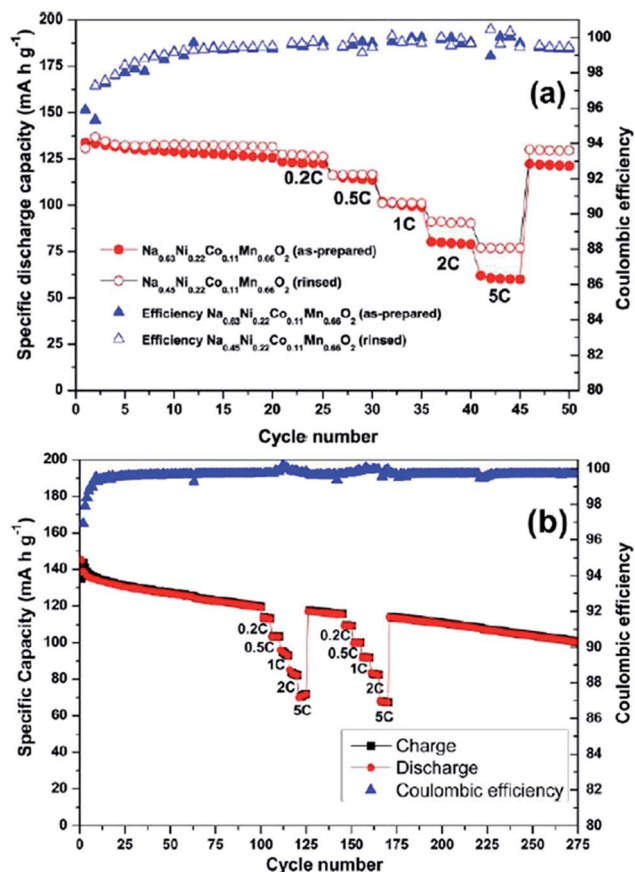 (a)
Specific discharge capacity (mA h g⁻¹)
200
175
150
125
100
75
50
25
0
100
98
96
94
92
90
88
86
84
82
80
Coulombic efficiency
0.2C
0.5C
1C
2C
5C
Na₀.₆₃Ni₀.₂₂Co₀.₁₁Mn₀.₆₆O₂ (as-prepared)
Na₀.₄₅Ni₀.₂₂Co₀.₁₁Mn₀.₆₆O₂ (rinsed)
Efficiency Na₀.₆₃Ni₀.₂₂Co₀.₁₁Mn₀.₆₆O₂ (as-prepared)
Efficiency Na₀.₄₅Ni₀.₂₂Co₀.₁₁Mn₀.₆₆O₂ (rinsed)
0 5 10 15 20 25 30 35 40 45 50
Cycle number
(b)
Specific Capacity (mA h g⁻¹)
200
180
160
140
120
100
80
60
40
20
0
100
98
96
94
92
90
88
86
84
82
80
Coulombic efficiency
0.2C
0.5C
1C
2C
5C
0.2C
0.5C
1C
2C
5C
Charge
Discharge
Coulombic efficiency
0 25 50 75 100 125 150 175 200 225 250 275
Cycle number